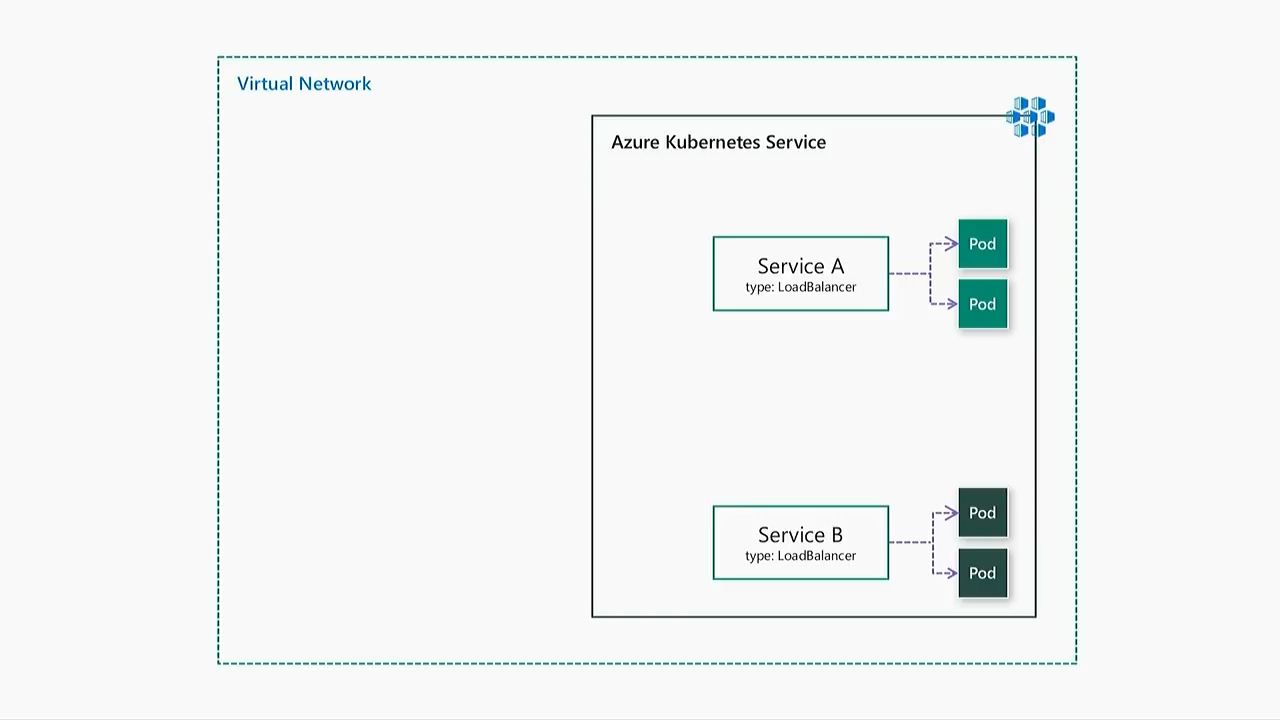 Virtual Network
Azure Kubernetes Service
Service A
type: LoadBalancer
Pod
Pod
Service B
type: LoadBalancer
Pod
Pod